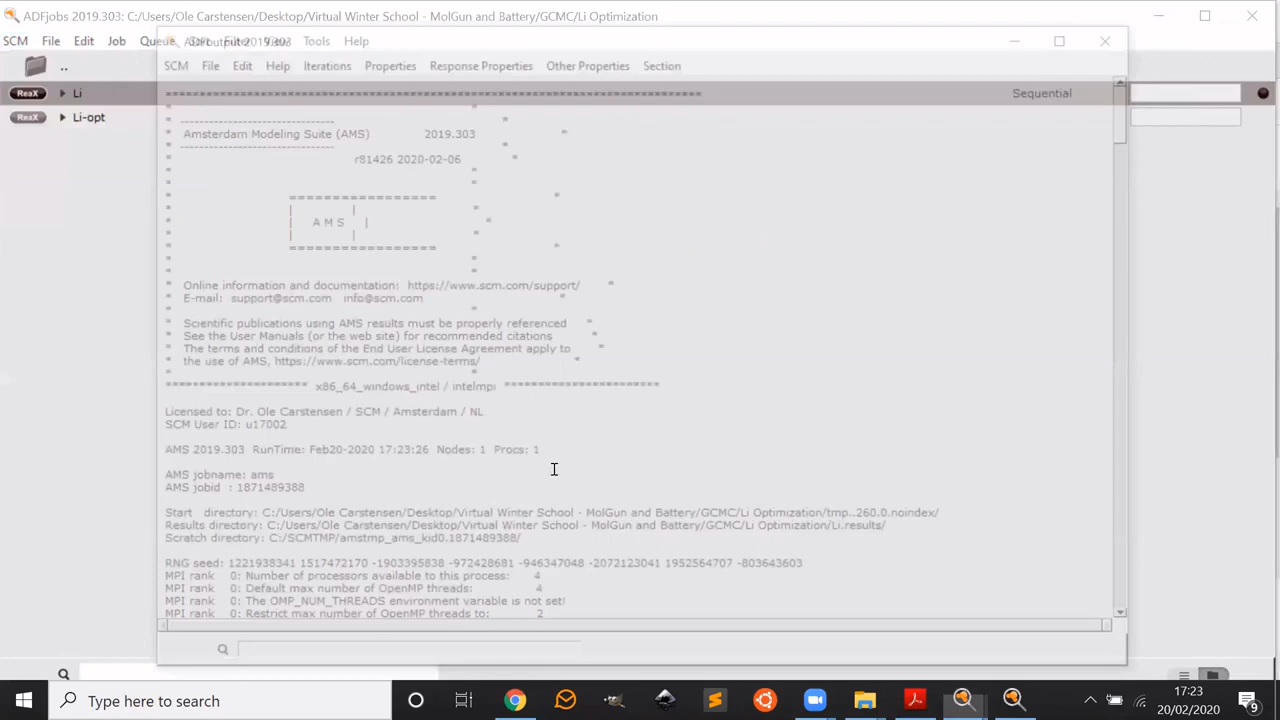 ADFjobs 2019.303: C:/Users/Ole Carstensen/Desktop/Virtual Winter School - MolGun and Battery/GCMC/Li Optimization
SCM File Edit Job Queue Tools Help
ADFoutput 2019.303
..
SCM File Edit Help Iterations Properties Response Properties Other Properties Section
ReaX Li Sequential
ReaX Li-opt
===============================================================================
* -------------------------------- *
* Amsterdam Modeling Suite (AMS) 2019.303 *
* -------------------------------- *
* r81426 2020-02-06 *
* *
* *
* ================= *
* | | *
* | A M S | *
* | | *
* ================= *
* *
* *
* Online information and documentation: https://www.scm.com/support/ *
* E-mail: support@scm.com info@scm.com *
* *
* Scientific publications using AMS results must be properly referenced *
* See the User Manuals (or the web site) for recommended citations *
* The terms and conditions of the End User License Agreement apply to *
* the use of AMS, https://www.scm.com/license-terms/ *
* *
********************** x86_64_windows_intel / intelmpi ************************
Licensed to: Dr. Ole Carstensen / SCM / Amsterdam / NL
SCM User ID: u17002
AMS 2019.303 RunTime: Feb20-2020 17:23:26 Nodes: 1 Procs: 1
AMS jobname: ams
AMS jobid : 1871489388
Start directory: C:/Users/Ole Carstensen/Desktop/Virtual Winter School - MolGun and Battery/GCMC/Li Optimization/tmp..260.0.noindex/
Results directory: C:/Users/Ole Carstensen/Desktop/Virtual Winter School - MolGun and Battery/GCMC/Li Optimization/Li.results/
Scratch directory: C:/SCMTMP/amstmp_ams_kid0.1871489388/
RNG seed: 1221938341 1517472170 -1903395838 -972428681 -946347048 -2072123041 1952564707 -803643603
MPI rank 0: Number of processors available to this process: 4
MPI rank 0: Default max number of OpenMP threads: 4
MPI rank 0: The OMP_NUM_THREADS environment variable is not set!
MPI rank 0: Restrict max number of OpenMP threads to: 2
Type here to search
17:23
20/02/2020
9